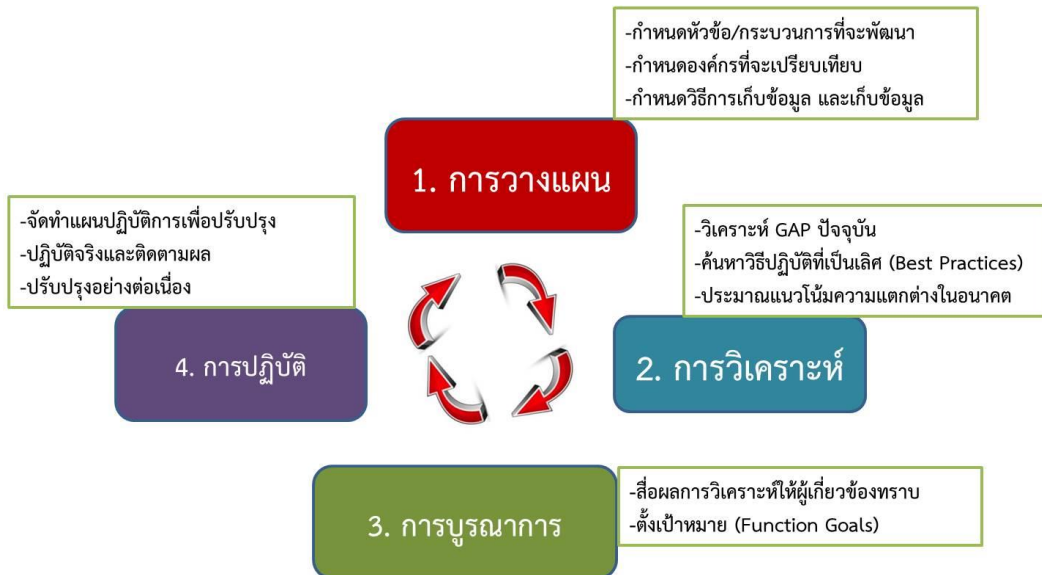 -กำหนดหัวข้อ/กระบวนการที่จะพัฒนา
-กำหนดองค์กรที่จะเปรียบเทียบ
-กำหนดวิธีการเก็บข้อมูล และเก็บข้อมูล
1. การวางแผน
-จัดทำแผนปฏิบัติการเพื่อปรับปรุง
-ปฏิบัติจริงและติดตามผล
-ปรับปรุงอย่างต่อเนื่อง
-วิเคราะห์ GAP ปัจจุบัน
-ค้นหาวิธีปฏิบัติที่เป็นเลิศ (Best Practices)
-ประมาณแนวโน้มความแตกต่างในอนาคต
4. การปฏิบัติ
2. การวิเคราะห์
3. การบูรณาการ
-สื่อผลการวิเคราะห์ให้ผู้เกี่ยวข้องทราบ
-ตั้งเป้าหมาย (Function Goals)